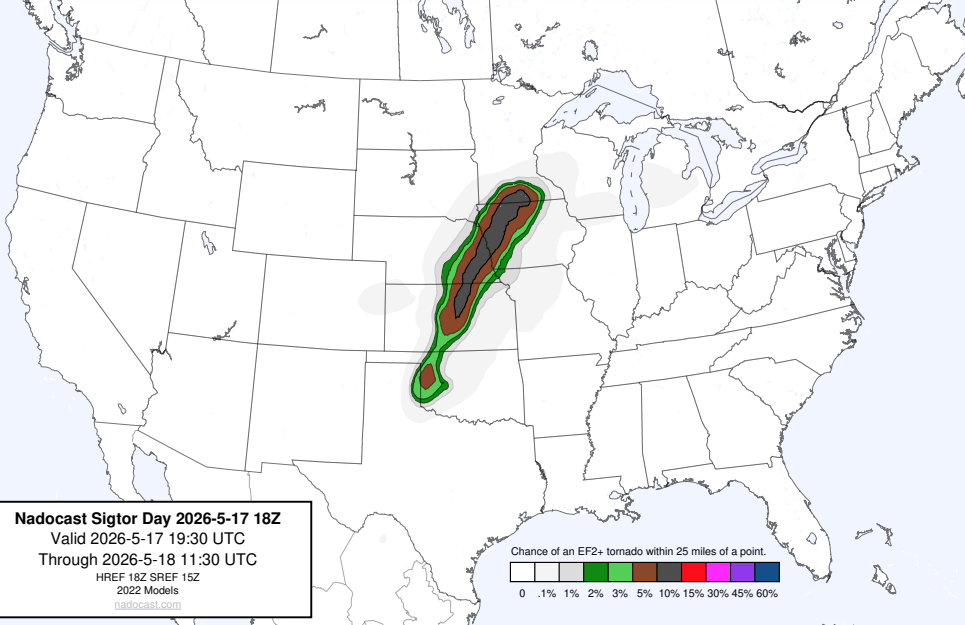 Nadocast Sigtor Day 2026-5-17 18Z
Valid 2026-5-17 19:30 UTC
Through 2026-5-18 11:30 UTC
HREF 18Z SREF 15Z
2022 Models
nadocast.com
Chance of an EF2+ tornado within 25 miles of a point.
0 .1% 1% 2% 3% 5% 10% 15% 30% 45% 60%